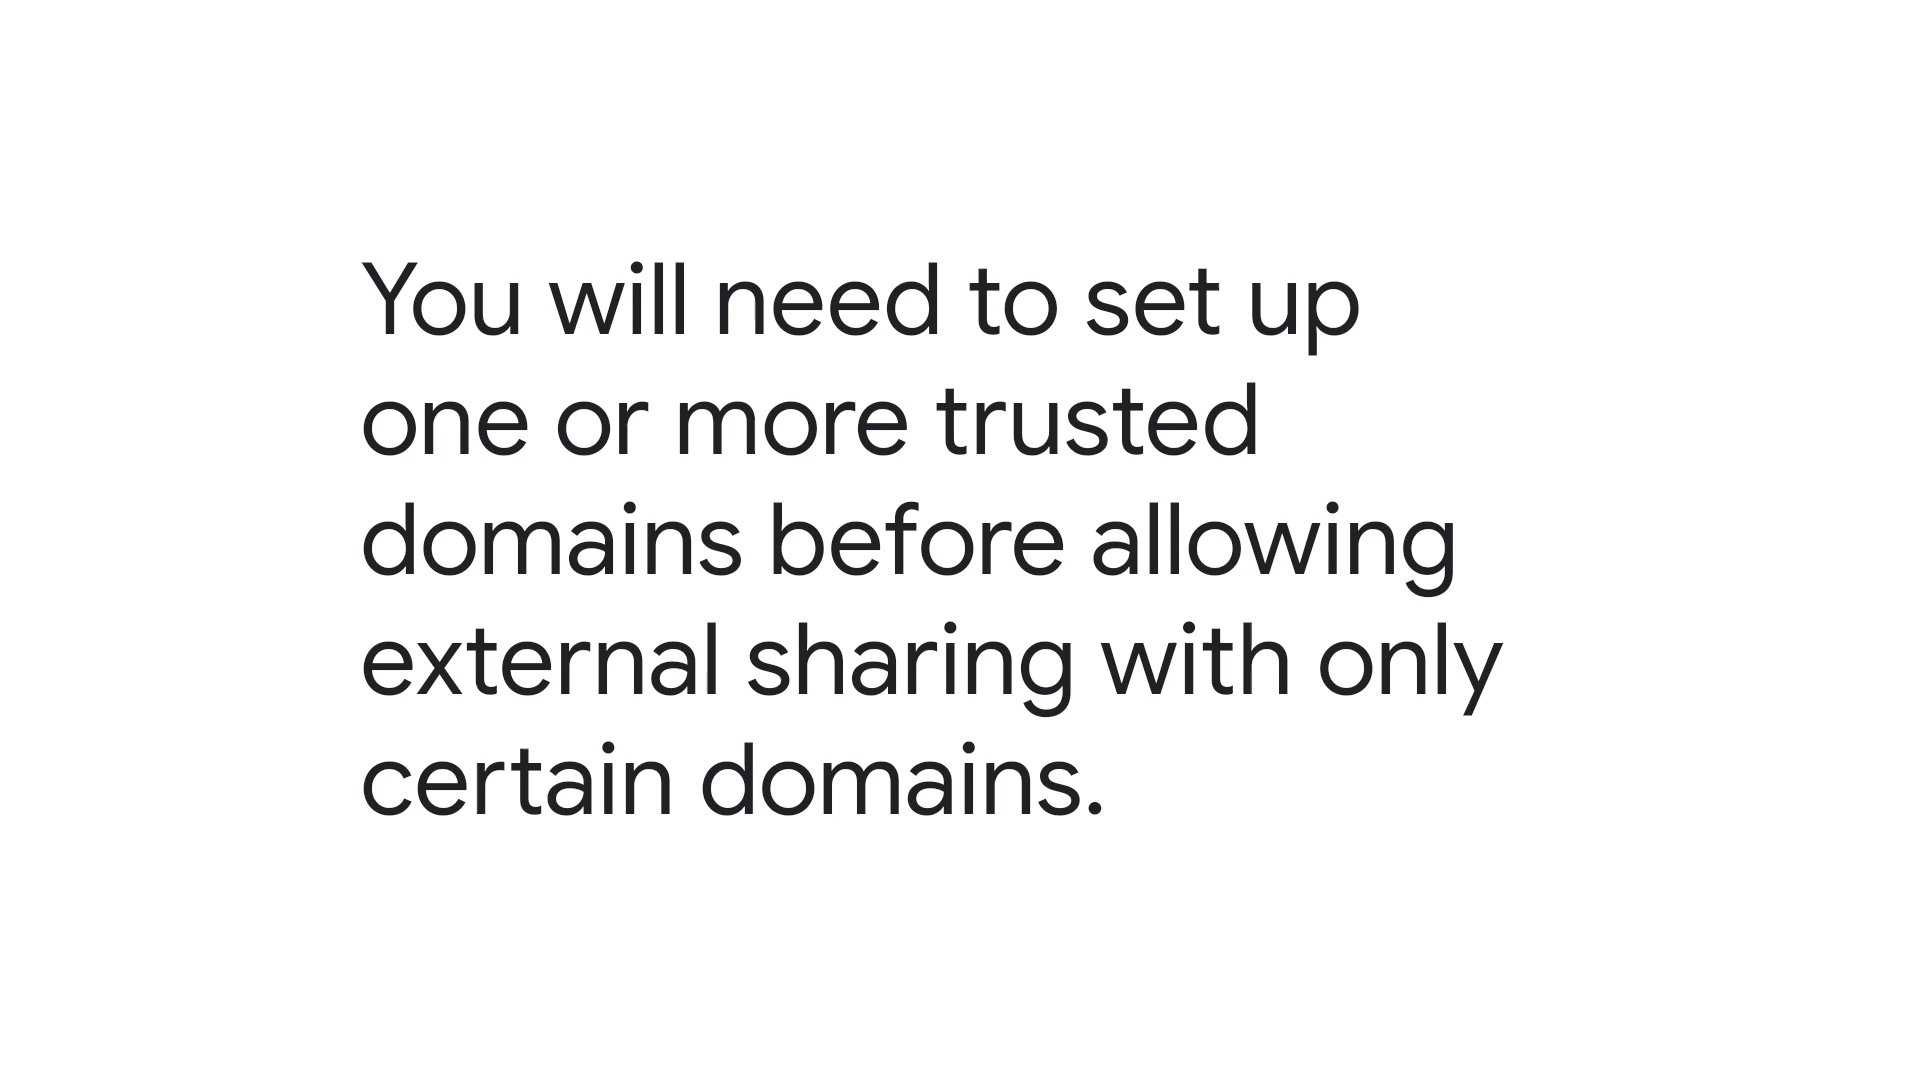 You will need to set up
one or more trusted
domains before allowing
external sharing with only
certain domains.